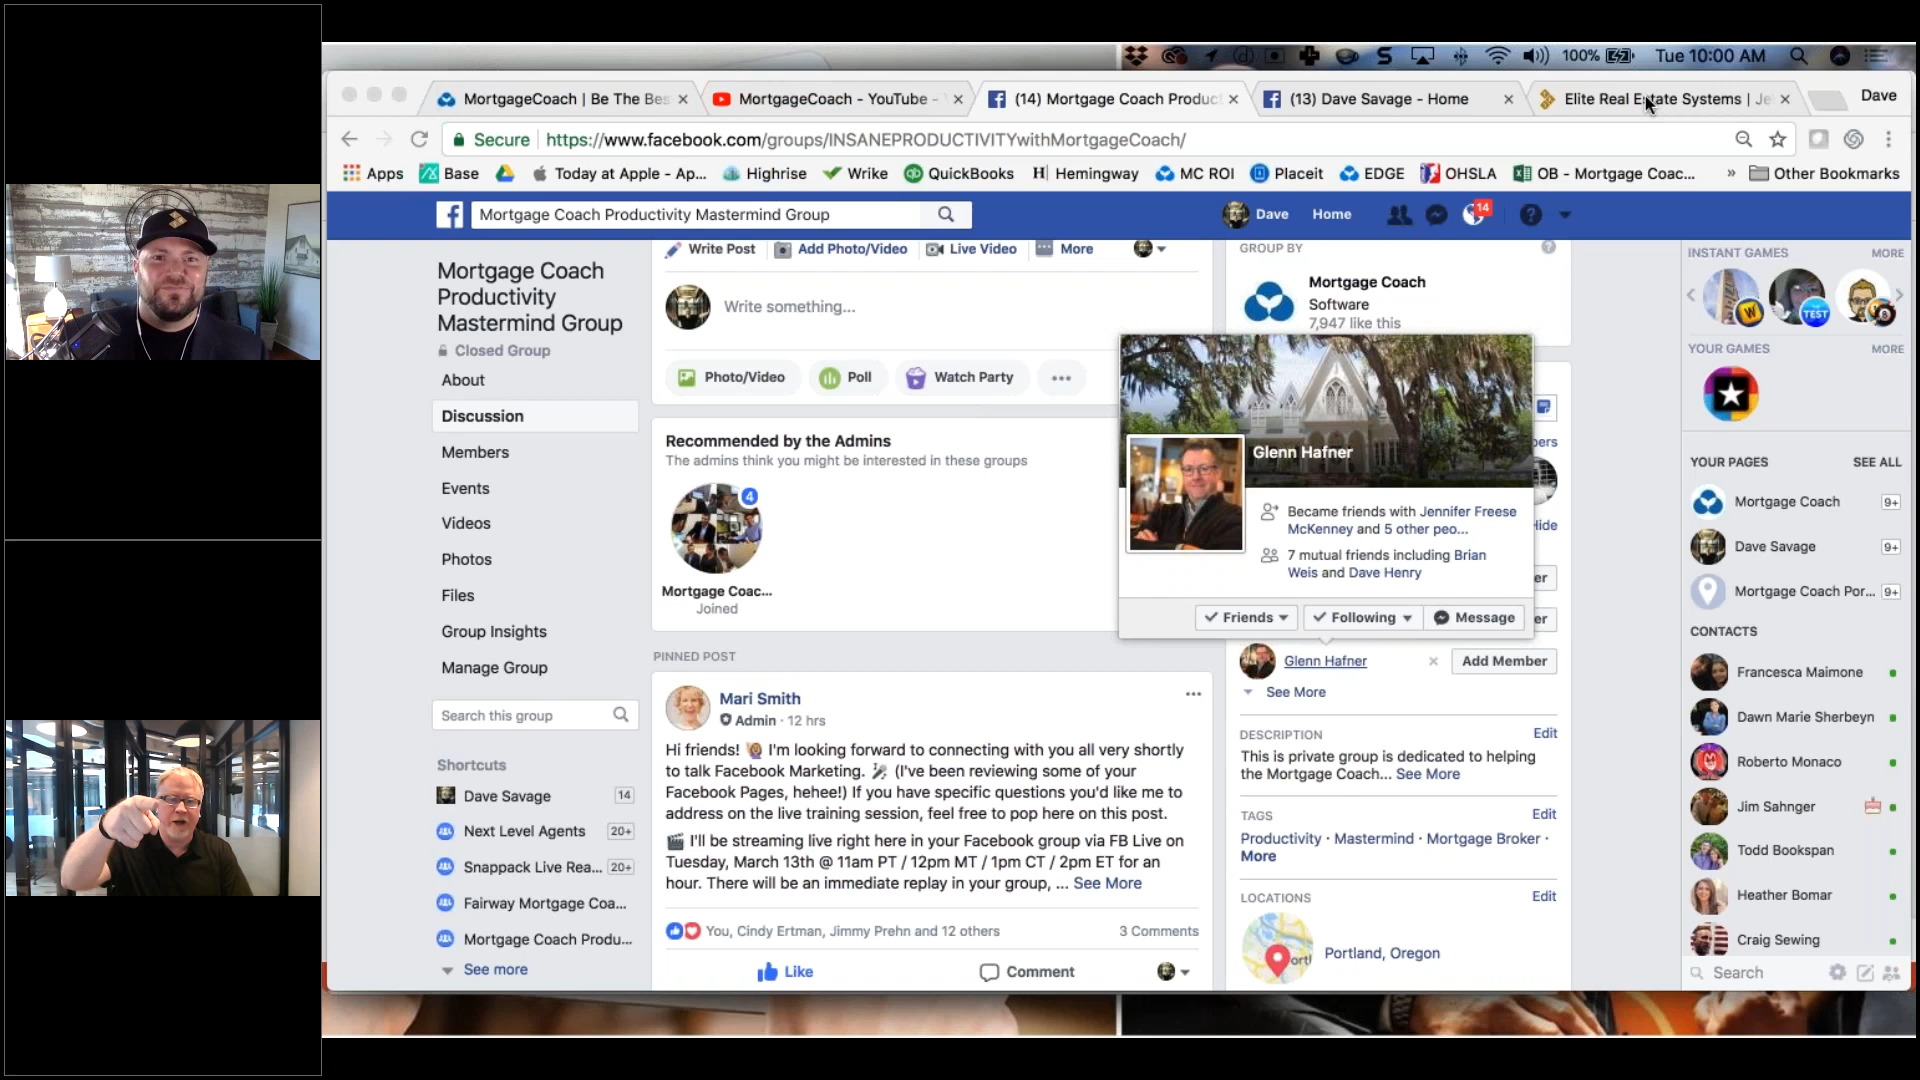 100%
Tue 10:00 AM
MortgageCoach | Be The Bes
MortgageCoach - YouTube -
(14) Mortgage Coach Produc
(13) Dave Savage - Home
Elite Real Estate Systems | Je
Dave
Secure
https://www.facebook.com/groups/INSANEPRODUCTIVITYwithMortgageCoach/
Apps
Base
Today at Apple - Ap...
Highrise
Wrike
QuickBooks
Hemingway
MC ROI
Placeit
EDGE
OHSLA
OB - Mortgage Coac...
»
Other Bookmarks
Mortgage Coach Productivity Mastermind Group
Dave
Home
14
Mortgage Coach
Productivity
Mastermind Group
Closed Group
About
Discussion
Members
Events
Videos
Photos
Files
Group Insights
Manage Group
Search this group
Shortcuts
Dave Savage 14
Next Level Agents 20+
Snappack Live Rea... 20+
Fairway Mortgage Coa...
Mortgage Coach Produ...
See more
Write Post
Add Photo/Video
Live Video
More
Write something...
Photo/Video
Poll
Watch Party
Recommended by the Admins
The admins think you might be interested in these groups
4
Mortgage Coac...
Joined
PINNED POST
Mari Smith
Admin · 12 hrs
Hi friends! I'm looking forward to connecting with you all very shortly
to talk Facebook Marketing. (I've been reviewing some of your
Facebook Pages, hehee!) If you have specific questions you'd like me to
address on the live training session, feel free to pop here on this post.
I'll be streaming live right here in your Facebook group via FB Live on
Tuesday, March 13th @ 11am PT / 12pm MT / 1pm CT / 2pm ET for an
hour. There will be an immediate replay in your group, ... See More
You, Cindy Ertman, Jimmy Prehn and 12 others
3 Comments
Like
Comment
GROUP BY
Mortgage Coach
Software
7,947 like this
Glenn Hafner
Became friends with Jennifer Freese
McKenney and 5 other peo...
7 mutual friends including Brian
Weis and Dave Henry
Friends
Following
Message
bers
Hide
er
er
Glenn Hafner
Add Member
See More
DESCRIPTION
Edit
This is private group is dedicated to helping
the Mortgage Coach... See More
TAGS
Edit
Productivity · Mastermind · Mortgage Broker ·
More
LOCATIONS
Edit
Portland, Oregon
INSTANT GAMES
MORE
W
TEST
YOUR GAMES
MORE
YOUR PAGES
SEE ALL
Mortgage Coach 9+
Dave Savage 9+
Mortgage Coach Por... 9+
CONTACTS
Francesca Maimone
Dawn Marie Sherbeyn
Roberto Monaco
Jim Sahnger
Todd Bookspan
Heather Bomar
Craig Sewing
Search